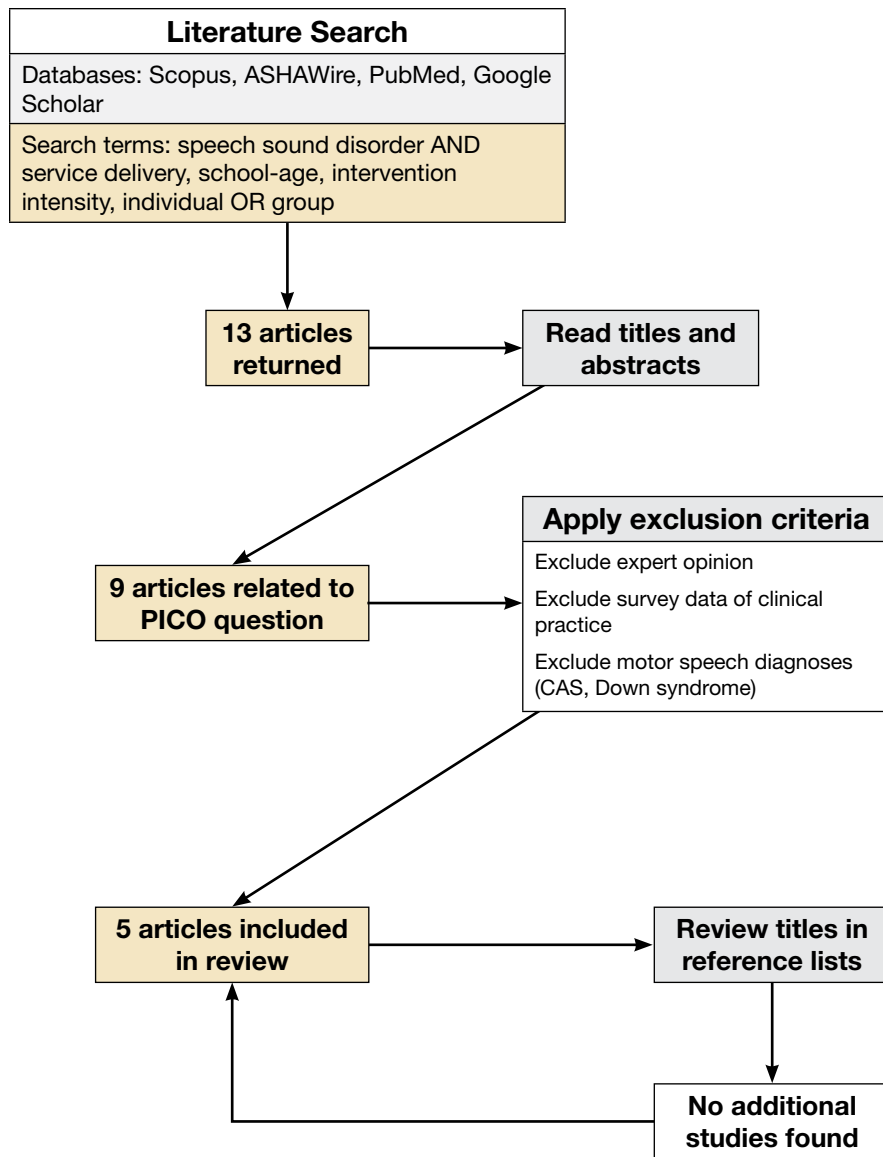 Literature Search
Databases: Scopus, ASHAWire, PubMed, Google
Scholar
Search terms: speech sound disorder AND
service delivery, school-age, intervention
intensity, individual OR group
13 articles
returned
Read titles and
abstracts
9 articles related to
PICO question
Apply exclusion criteria
Exclude expert opinion
Exclude survey data of clinical
practice
Exclude motor speech diagnoses
(CAS, Down syndrome)
5 articles included
in review
Review titles in
reference lists
No additional
studies found